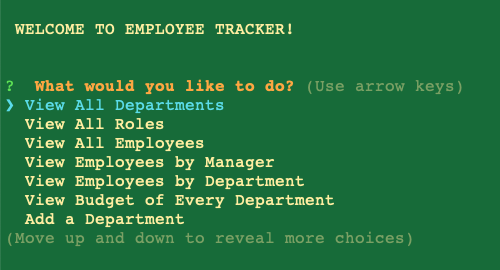 WELCOME TO EMPLOYEE TRACKER!
? What would you like to do? (Use arrow keys)
❯ View All Departments
View All Roles
View All Employees
View Employees by Manager
View Employees by Department
View Budget of Every Department
Add a Department
(Move up and down to reveal more choices)